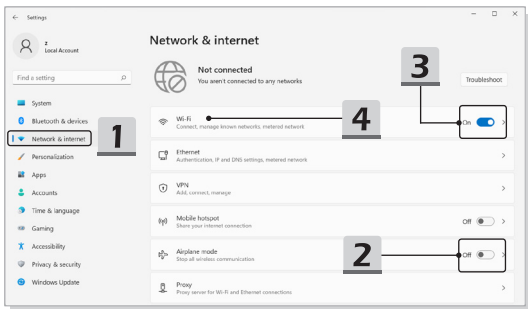 Settings
z
Local Account
Find a setting
System
Bluetooth & devices
Network & internet
Personalization
Apps
Accounts
Time & language
Gaming
Accessibility
Privacy & security
Windows Update
1
Network & internet
Not connected
You aren't connected to any networks
Troubleshoot
3
Wi-Fi
Connect, manage known networks, metered network
4
On
Ethernet
Authentication, IP and DNS settings, metered network
VPN
Add, connect, manage
Mobile hotspot
Share your internet connection
Off
Airplane mode
Stop all wireless communication
2
Off
Proxy
Proxy server for Wi-Fi and Ethernet connections